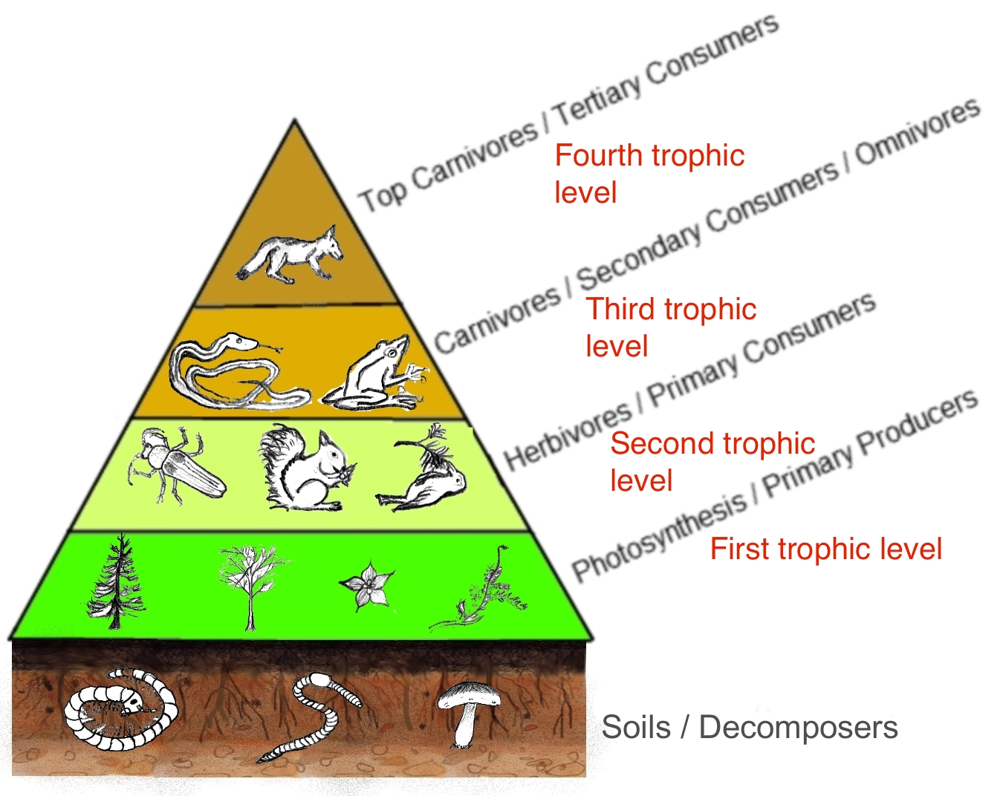 Top Carnivores / Tertiary Consumers
Fourth trophic
level
Carnivores / Secondary Consumers / Omnivores
Third trophic
level
Herbivores / Primary Consumers
Second trophic
level
Photosynthesis / Primary Producers
First trophic level
Soils / Decomposers